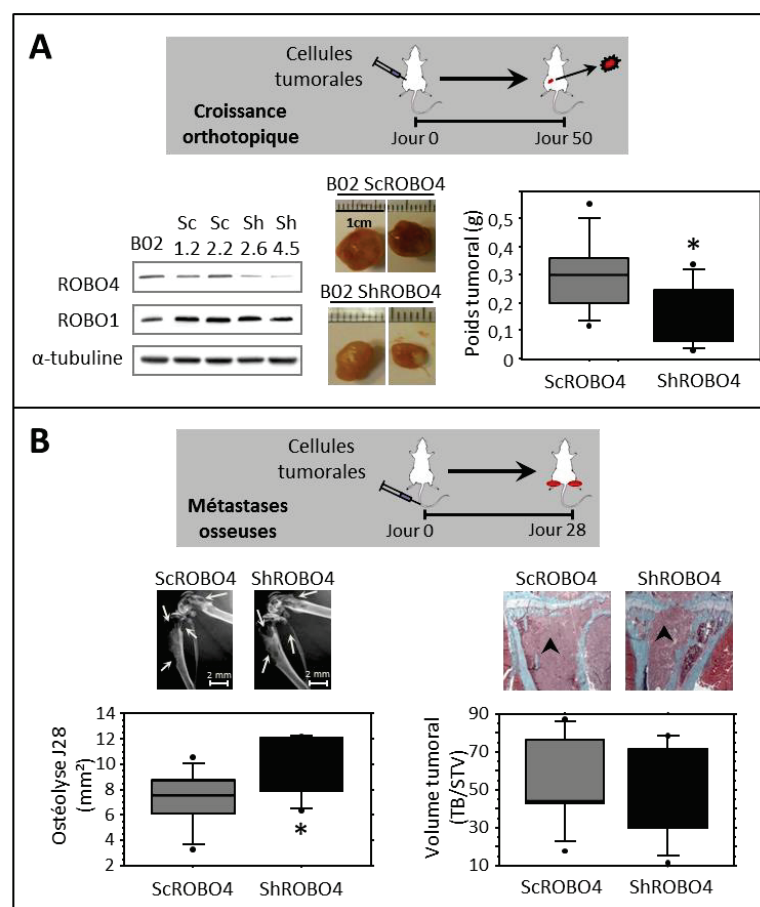 A
Cellules
tumorales
Croissance
orthotopique
Jour 0
Jour 50
Sc Sc Sh Sh
B02 1.2 2.2 2.6 4.5
ROBO4
ROBO1
α-tubuline
B02 ScROBO4
1cm
B02 ShROBO4
Poids tumoral (g)
0,6
0,5
0,4
0,3
0,2
0,1
0
*
ScROBO4 ShROBO4
B
Cellules
tumorales
Métastases
osseuses
Jour 0
Jour 28
ScROBO4 ShROBO4
2 mm 2 mm
Ostéolyse J28
(mm²)
14
12
10
8
6
4
2
*
ScROBO4 ShROBO4
ScROBO4 ShROBO4
Volume tumoral
(TB/STV)
90
70
50
30
10
ScROBO4 ShROBO4